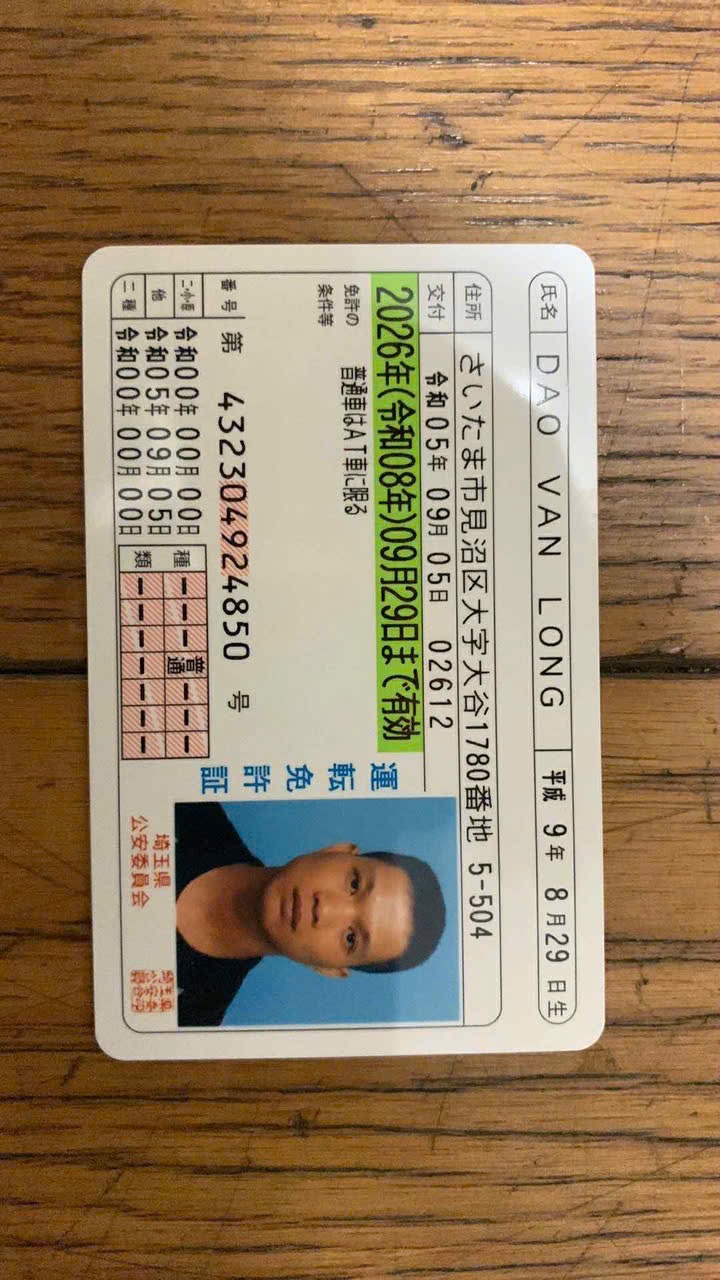 氏名 DAO VAN LONG 平成 9年 8月29日生
住所 さいたま市見沼区大字大谷1780番地 5-504
交付 令和05年 09月 05日 02612
2026年(令和08年)09月29日まで有効
免許の条件等 普通車はAT車に限る
番号 第 432304924850 号
二・小・原 令和00年 00月 00日
他 令和05年 09月 05日
二種 令和00年 00月 00日
種類 普通
運転免許証
埼玉県
公安委員会